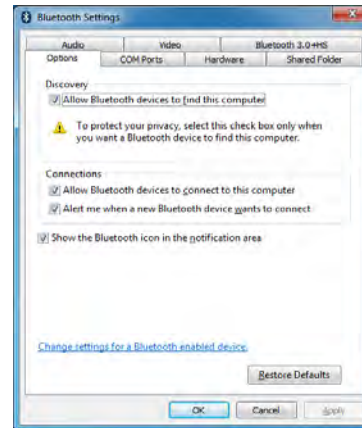 Bluetooth Settings
Audio Video Bluetooth 3.0+HS
Options COM Ports Hardware Shared Folder
Discovery
Allow Bluetooth devices to find this computer
To protect your privacy, select this check box only when
you want a Bluetooth device to find this computer.
Connections
Allow Bluetooth devices to connect to this computer
Alert me when a new Bluetooth device wants to connect
Show the Bluetooth icon in the notification area
Change settings for a Bluetooth enabled device.
Restore Defaults
OK Cancel Apply